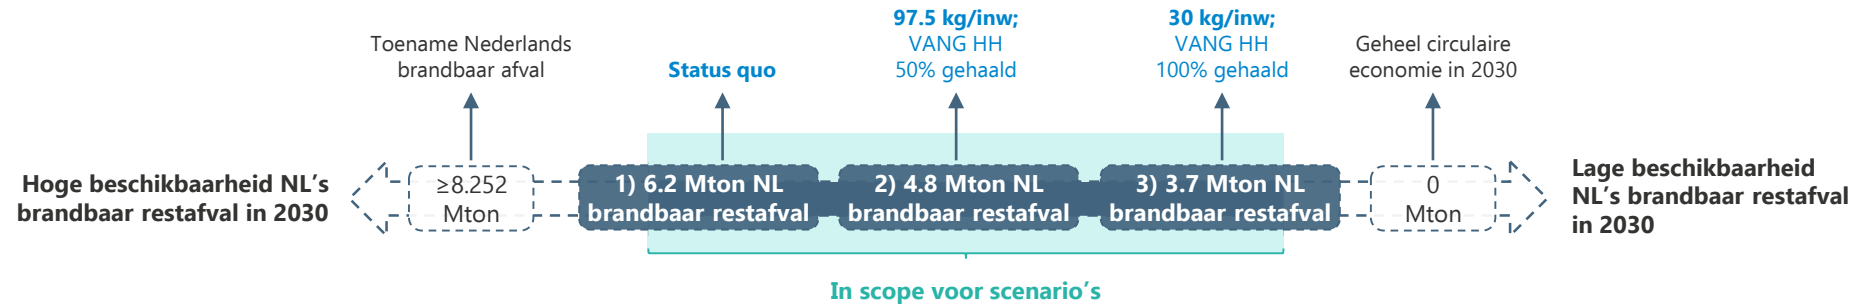 Hoge beschikbaarheid NL's
brandbaar restafval in 2030
Toename Nederlands
brandbaar afval
≥8.252
Mton
Status quo
1) 6.2 Mton NL
brandbaar restafval
97.5 kg/inw;
VANG HH
50% gehaald
2) 4.8 Mton NL
brandbaar restafval
30 kg/inw;
VANG HH
100% gehaald
3) 3.7 Mton NL
brandbaar restafval
Geheel circulaire
economie in 2030
0
Mton
Lage beschikbaarheid
NL's brandbaar restafval
in 2030
In scope voor scenario's